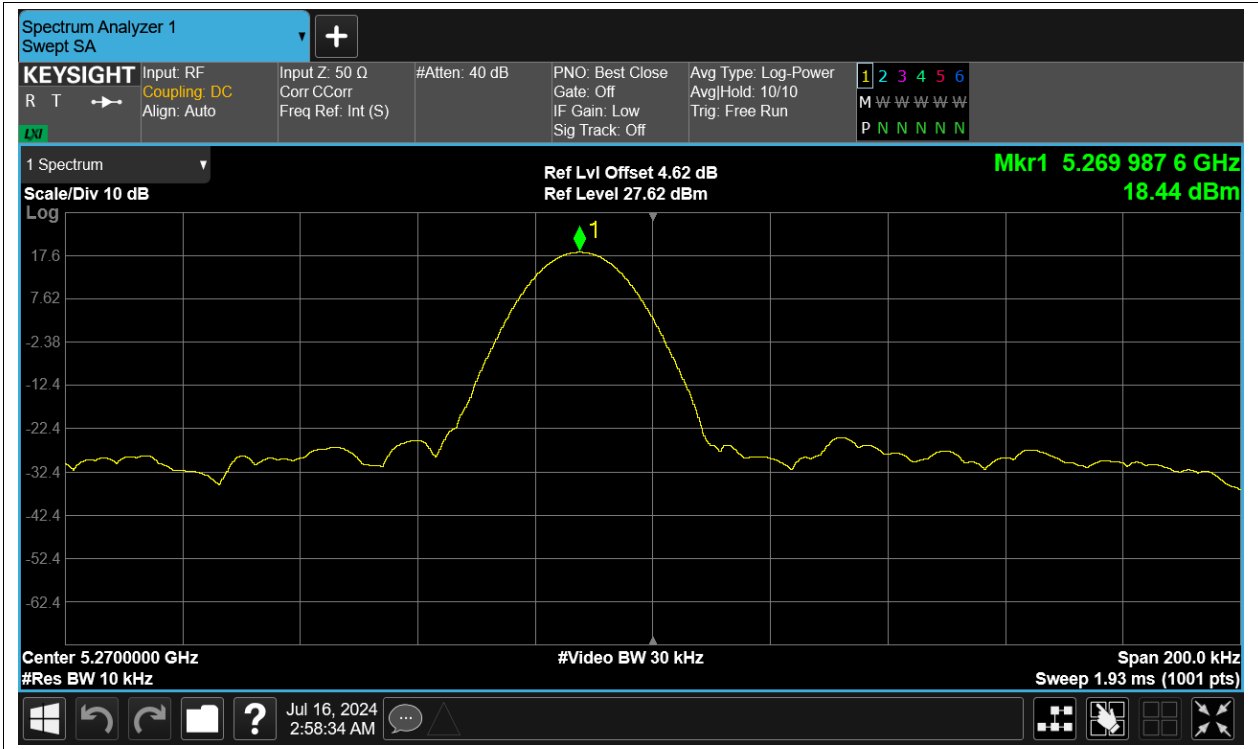 Spectrum Analyzer 1
Swept SA
KEYSIGHT
R T
LXI
Input: RF
Coupling: DC
Align: Auto
Input Z: 50 Ω
Corr CCorr
Freq Ref: Int (S)
#Atten: 40 dB
PNO: Best Close
Gate: Off
IF Gain: Low
Sig Track: Off
Avg Type: Log-Power
Avg|Hold: 10/10
Trig: Free Run
1 2 3 4 5 6
M W W W W W
P N N N N N
1 Spectrum
Scale/Div 10 dB
Log
Ref Lvl Offset 4.62 dB
Ref Level 27.62 dBm
Mkr1 5.269 987 6 GHz
18.44 dBm
1
17.6
7.62
-2.38
-12.4
-22.4
-32.4
-42.4
-52.4
-62.4
Center 5.2700000 GHz
#Res BW 10 kHz
#Video BW 30 kHz
Span 200.0 kHz
Sweep 1.93 ms (1001 pts)
?
Jul 16, 2024
2:58:34 AM